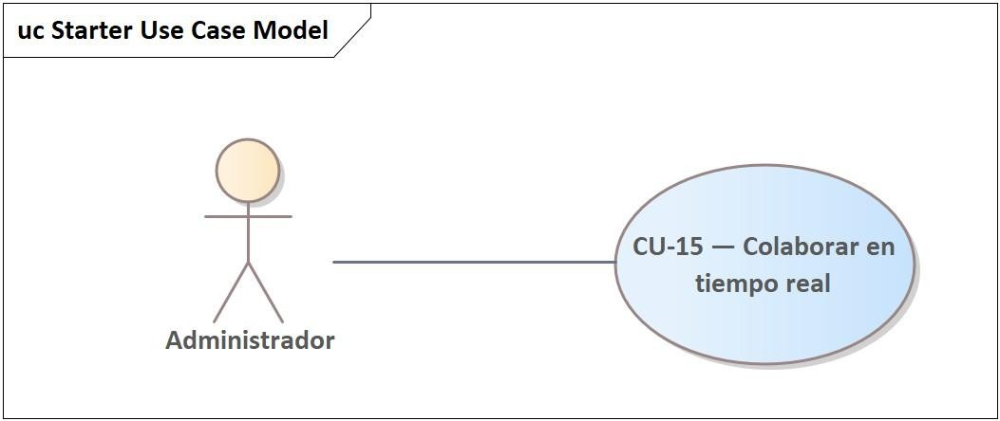 uc Starter Use Case Model
CU-15 — Colaborar en
tiempo real
Administrador